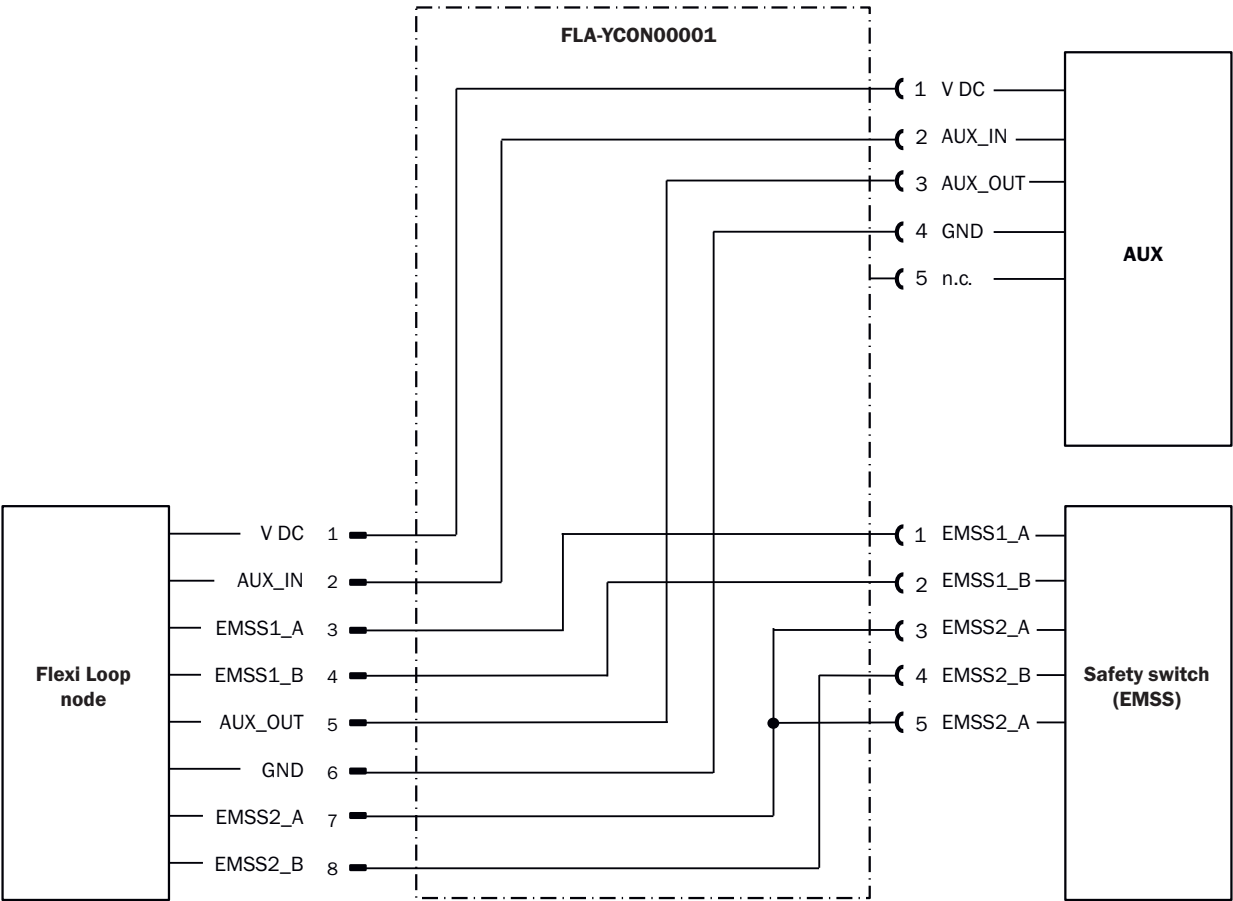 FLA-YCON00001
1 V DC
2 AUX_IN
3 AUX_OUT
4 GND
5 n.c.
AUX
V DC 1
AUX_IN 2
EMSS1_A 3
EMSS1_B 4
AUX_OUT 5
GND 6
EMSS2_A 7
EMSS2_B 8
Flexi Loop
node
1 EMSS1_A
2 EMSS1_B
3 EMSS2_A
4 EMSS2_B
5 EMSS2_A
Safety switch
(EMSS)